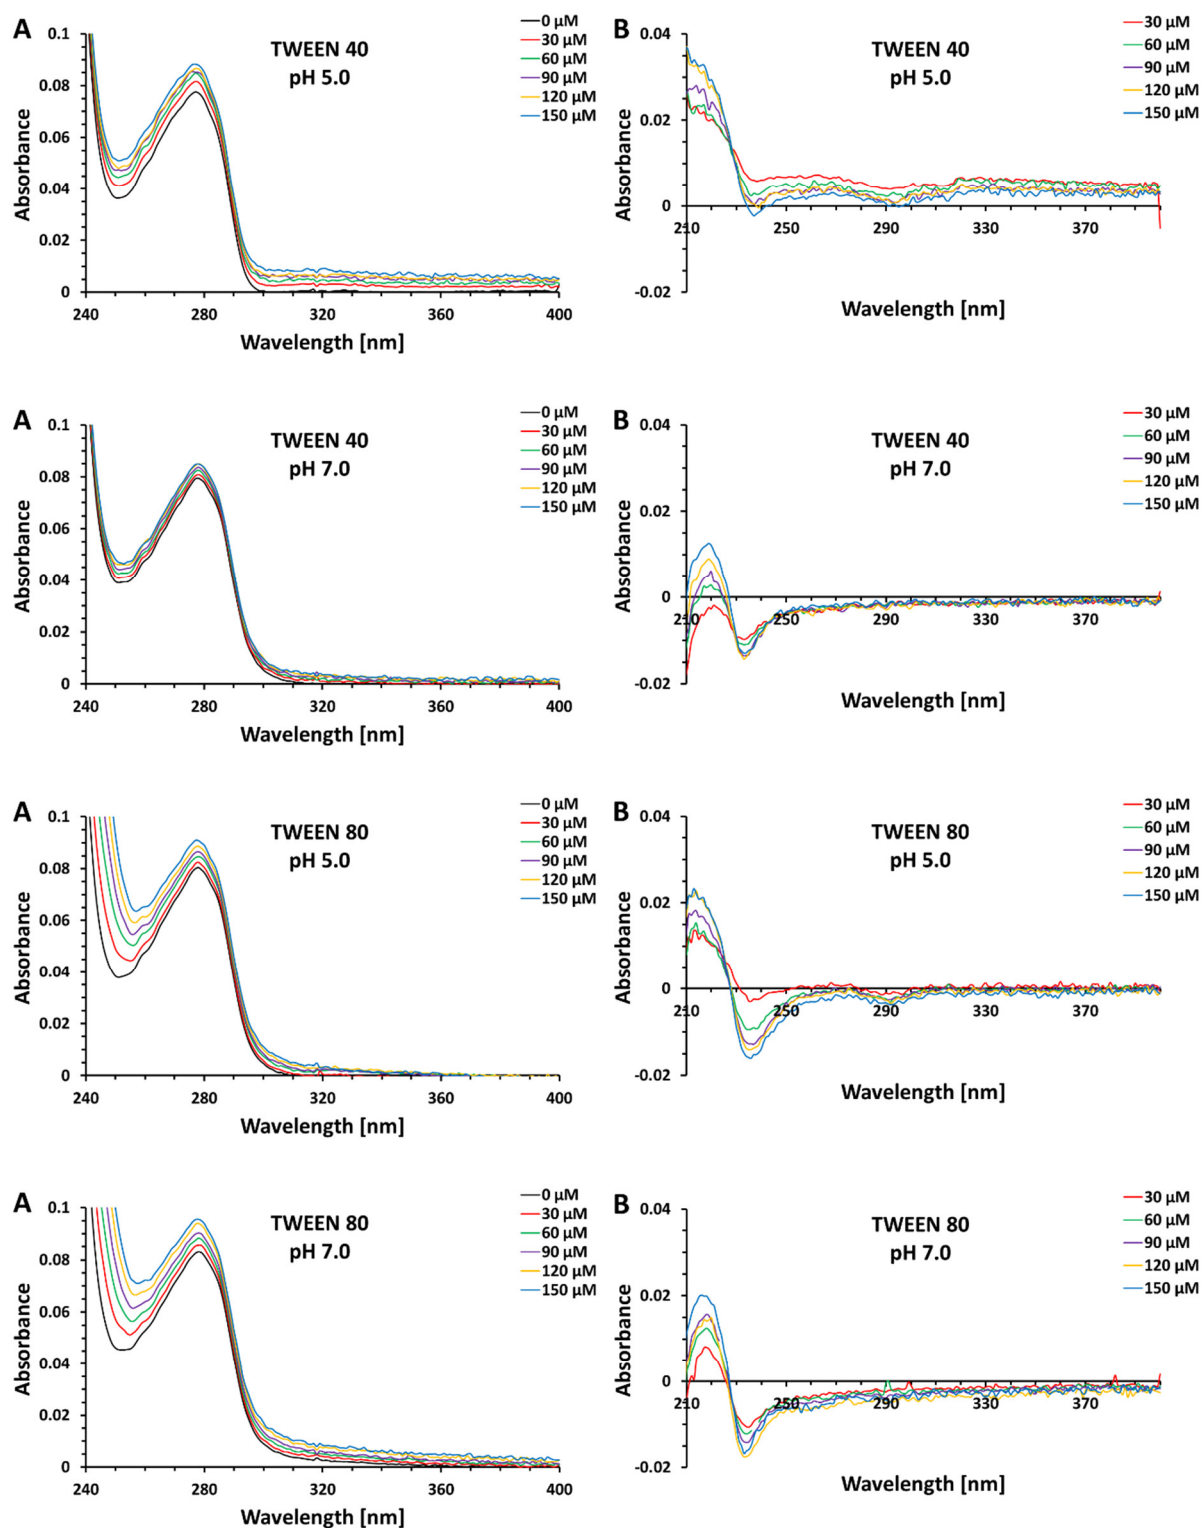 A
TWEEN 40
pH 5.0
0 µM
30 µM
60 µM
90 µM
120 µM
150 µM
Absorbance
0.1
0.08
0.06
0.04
0.02
0
240
280
320
360
400
Wavelength [nm]
B
TWEEN 40
pH 5.0
30 µM
60 µM
90 µM
120 µM
150 µM
Absorbance
0.04
0.02
0
-0.02
210
250
290
330
370
Wavelength [nm]
A
TWEEN 40
pH 7.0
0 µM
30 µM
60 µM
90 µM
120 µM
150 µM
Absorbance
0.1
0.08
0.06
0.04
0.02
0
240
280
320
360
400
Wavelength [nm]
B
TWEEN 40
pH 7.0
30 µM
60 µM
90 µM
120 µM
150 µM
Absorbance
0.04
0.02
0
-0.02
210
250
290
330
370
Wavelength [nm]
A
TWEEN 80
pH 5.0
0 µM
30 µM
60 µM
90 µM
120 µM
150 µM
Absorbance
0.1
0.08
0.06
0.04
0.02
0
240
280
320
360
400
Wavelength [nm]
B
TWEEN 80
pH 5.0
30 µM
60 µM
90 µM
120 µM
150 µM
Absorbance
0.04
0.02
0
-0.02
210
250
290
330
370
Wavelength [nm]
A
TWEEN 80
pH 7.0
0 µM
30 µM
60 µM
90 µM
120 µM
150 µM
Absorbance
0.1
0.08
0.06
0.04
0.02
0
240
280
320
360
400
Wavelength [nm]
B
TWEEN 80
pH 7.0
30 µM
60 µM
90 µM
120 µM
150 µM
Absorbance
0.04
0.02
0
-0.02
210
250
290
330
370
Wavelength [nm]